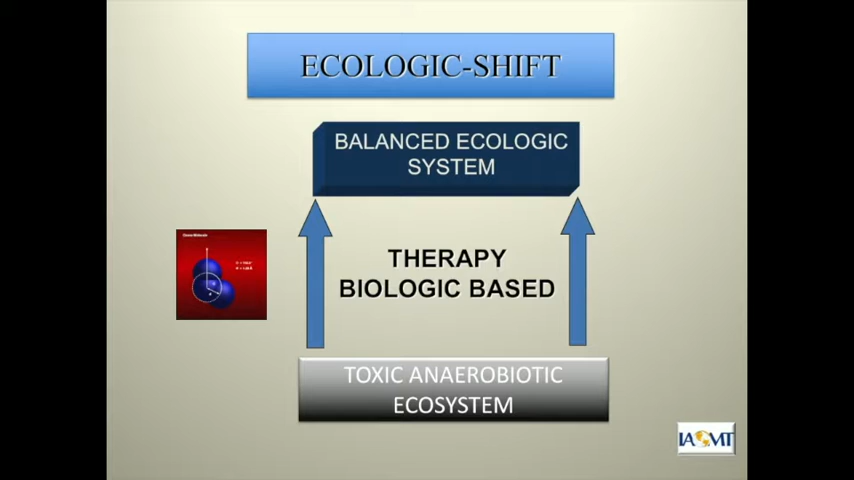 ECOLOGIC-SHIFT
BALANCED ECOLOGIC
SYSTEM
THERAPY
BIOLOGIC BASED
TOXIC ANAEROBIOTIC
ECOSYSTEM
IAOMT